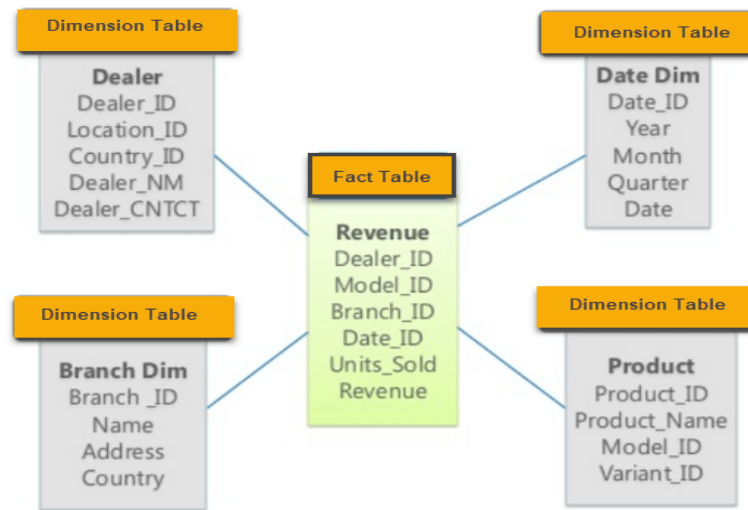 Dimension Table
Dealer
Dealer_ID
Location_ID
Country_ID
Dealer_NM
Dealer_CNTCT
Dimension Table
Date Dim
Date_ID
Year
Month
Quarter
Date
Fact Table
Revenue
Dealer_ID
Model_ID
Branch_ID
Date_ID
Units_Sold
Revenue
Dimension Table
Branch Dim
Branch _ID
Name
Address
Country
Dimension Table
Product
Product_ID
Product_Name
Model_ID
Variant_ID